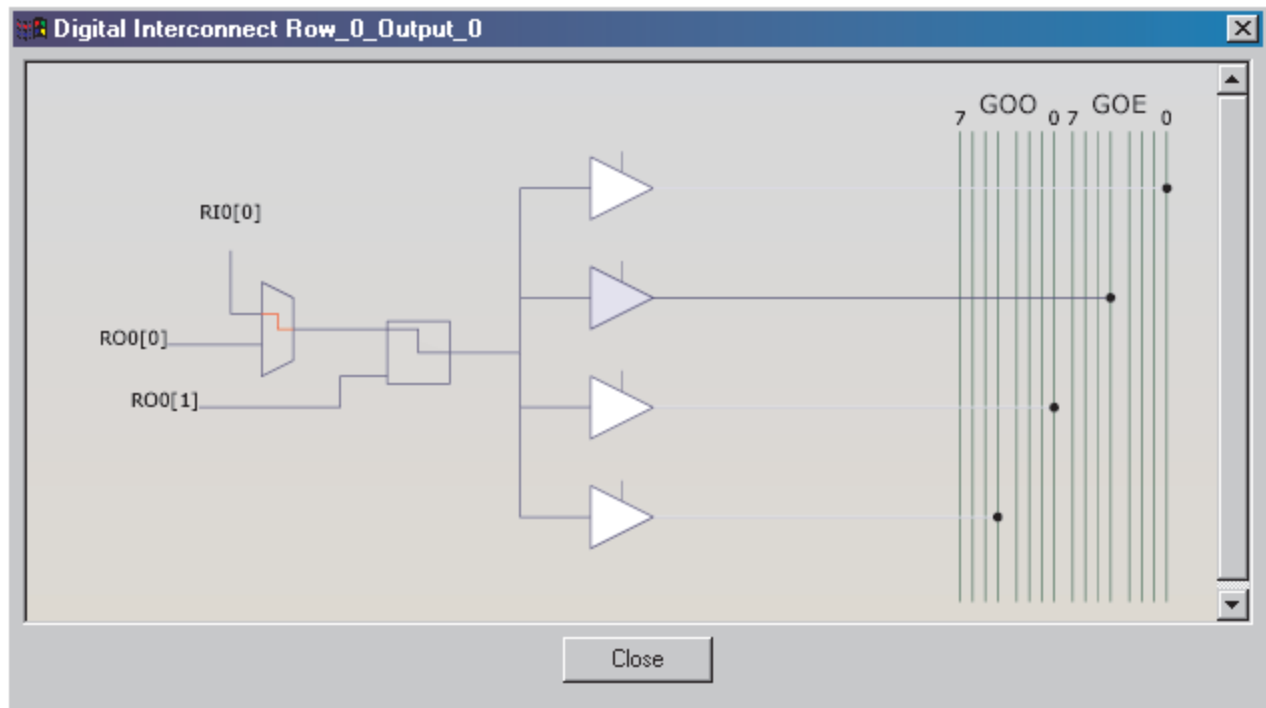 Digital Interconnect Row_0_Output_0
GOO GOE
7 0 7 0
RI0[0]
RO0[0]
RO0[1]
Close